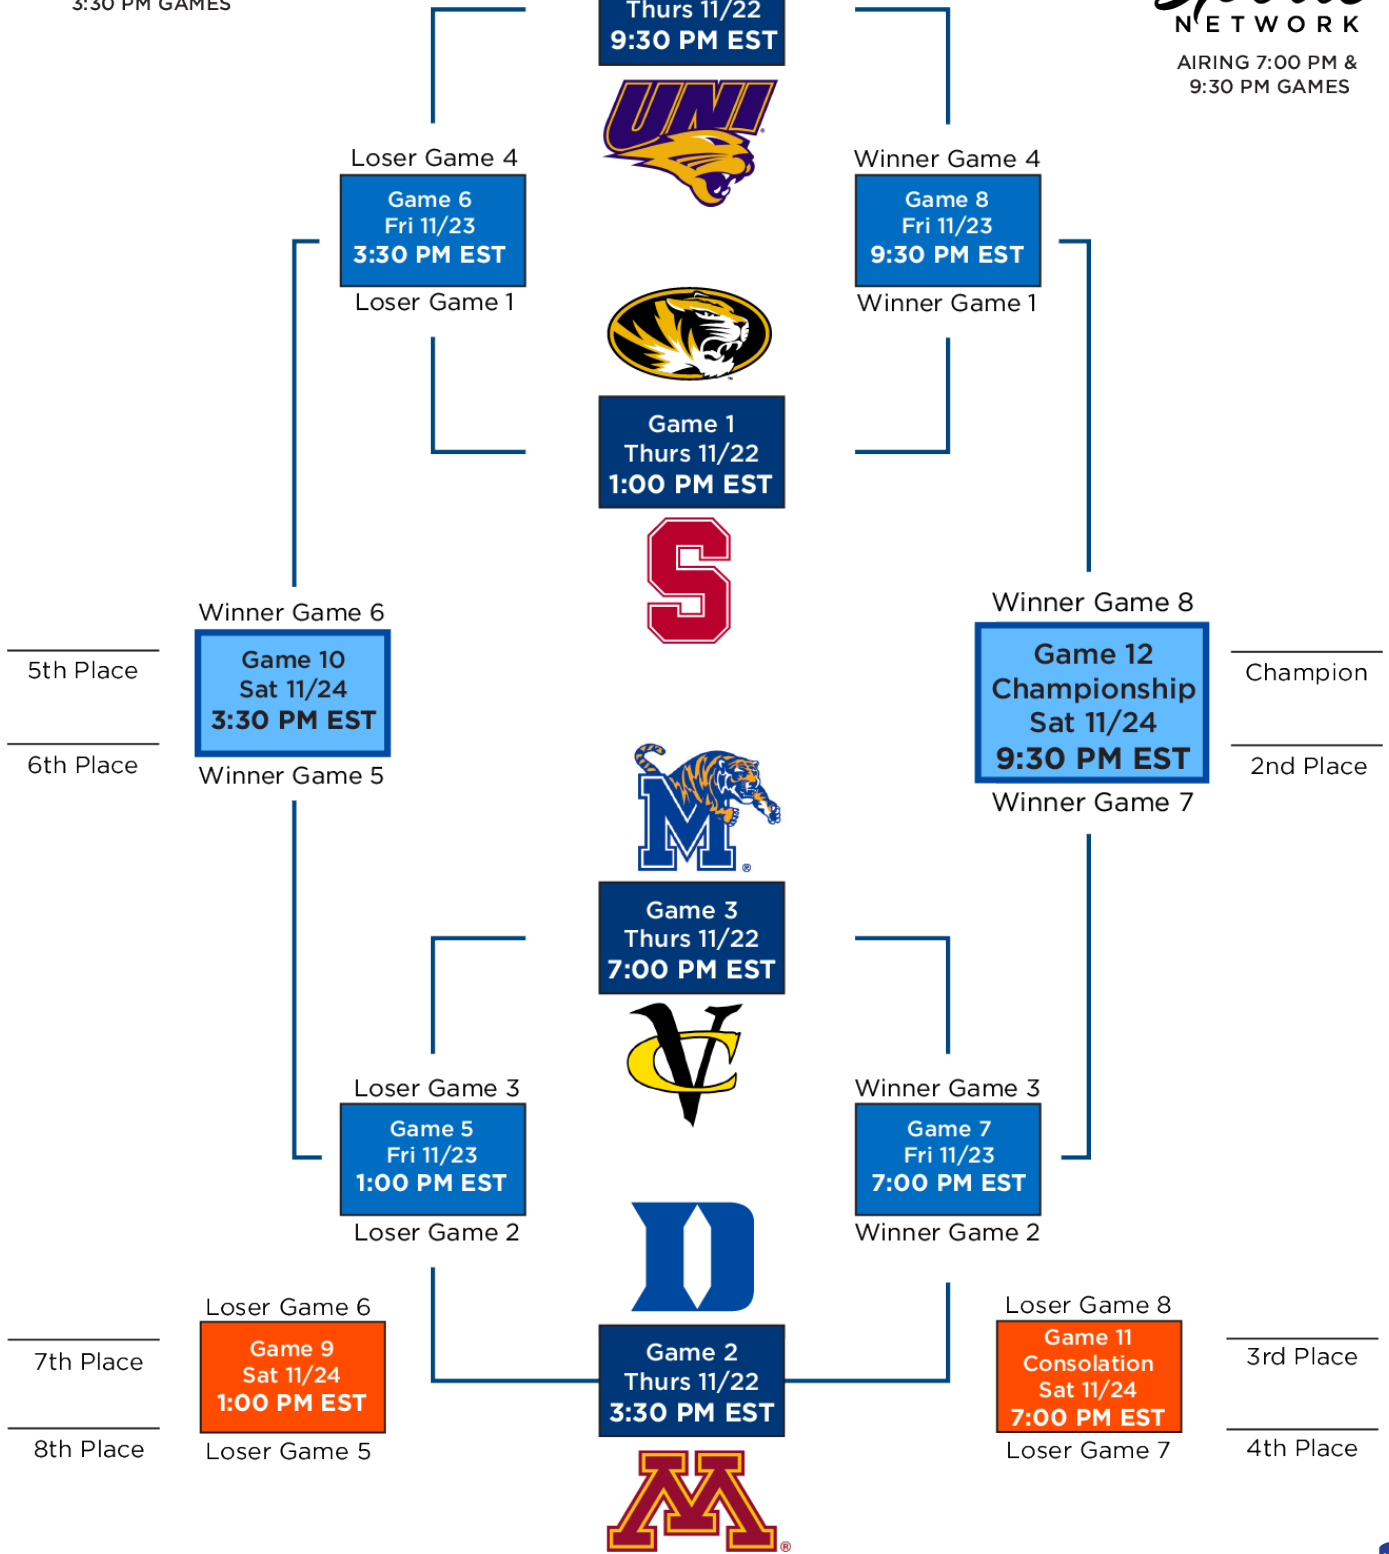 3:30 PM GAMES
Thurs 11/22
9:30 PM EST
NETWORK
AIRING 7:00 PM &
9:30 PM GAMES
UNI
Loser Game 4
Game 6
Fri 11/23
3:30 PM EST
Loser Game 1
Winner Game 4
Game 8
Fri 11/23
9:30 PM EST
Winner Game 1
Game 1
Thurs 11/22
1:00 PM EST
S
Winner Game 6
Game 10
Sat 11/24
3:30 PM EST
Winner Game 5
5th Place
6th Place
Winner Game 8
Game 12
Championship
Sat 11/24
9:30 PM EST
Winner Game 7
Champion
2nd Place
M
®
Game 3
Thurs 11/22
7:00 PM EST
VC
Loser Game 3
Game 5
Fri 11/23
1:00 PM EST
Loser Game 2
Winner Game 3
Game 7
Fri 11/23
7:00 PM EST
Winner Game 2
D
Loser Game 6
Game 9
Sat 11/24
1:00 PM EST
Loser Game 5
7th Place
8th Place
Game 2
Thurs 11/22
3:30 PM EST
Loser Game 8
Game 11
Consolation
Sat 11/24
7:00 PM EST
Loser Game 7
3rd Place
4th Place
M
®